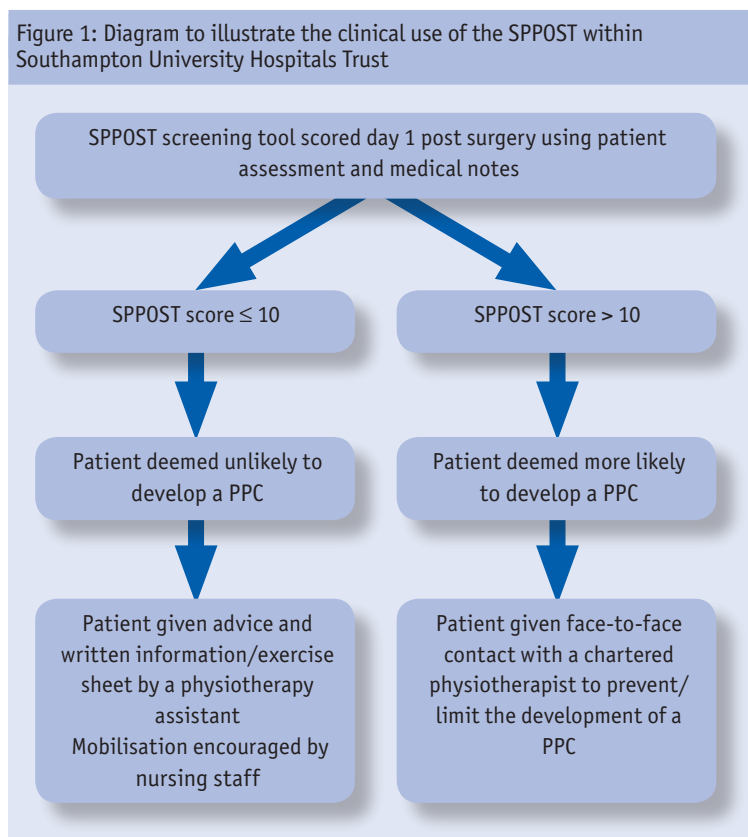 Figure 1: Diagram to illustrate the clinical use of the SPPOST within
Southampton University Hospitals Trust
SPPOST screening tool scored day 1 post surgery using patient
assessment and medical notes
SPPOST score ≤ 10
SPPOST score > 10
Patient deemed unlikely to
develop a PPC
Patient deemed more likely
to develop a PPC
Patient given advice and
written information/exercise
sheet by a physiotherapy
assistant
Mobilisation encouraged by
nursing staff
Patient given face-to-face
contact with a chartered
physiotherapist to prevent/
limit the development of a
PPC